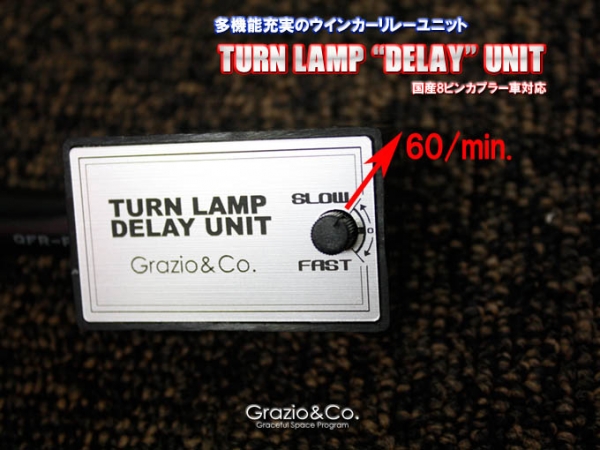 多機能充実のウインカーリレーユニット
TURN LAMP “DELAY” UNIT
国産8ピンカプラー車対応
60/min.
SLOW
TURN LAMP
DELAY UNIT
Grazio&Co.
FAST
Grazio&Co.
Graceful Space Program